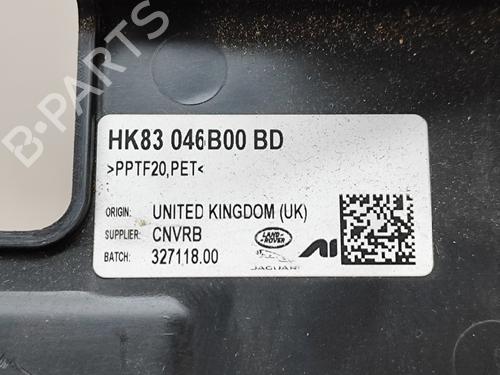 B-PARTS
HK83 046B00 BD
>PPTF20,PET<
ORIGIN: UNITED KINGDOM (UK)
SUPPLIER: CNVRB
BATCH: 327118.00
LAND-
ROVER
JAGUAR